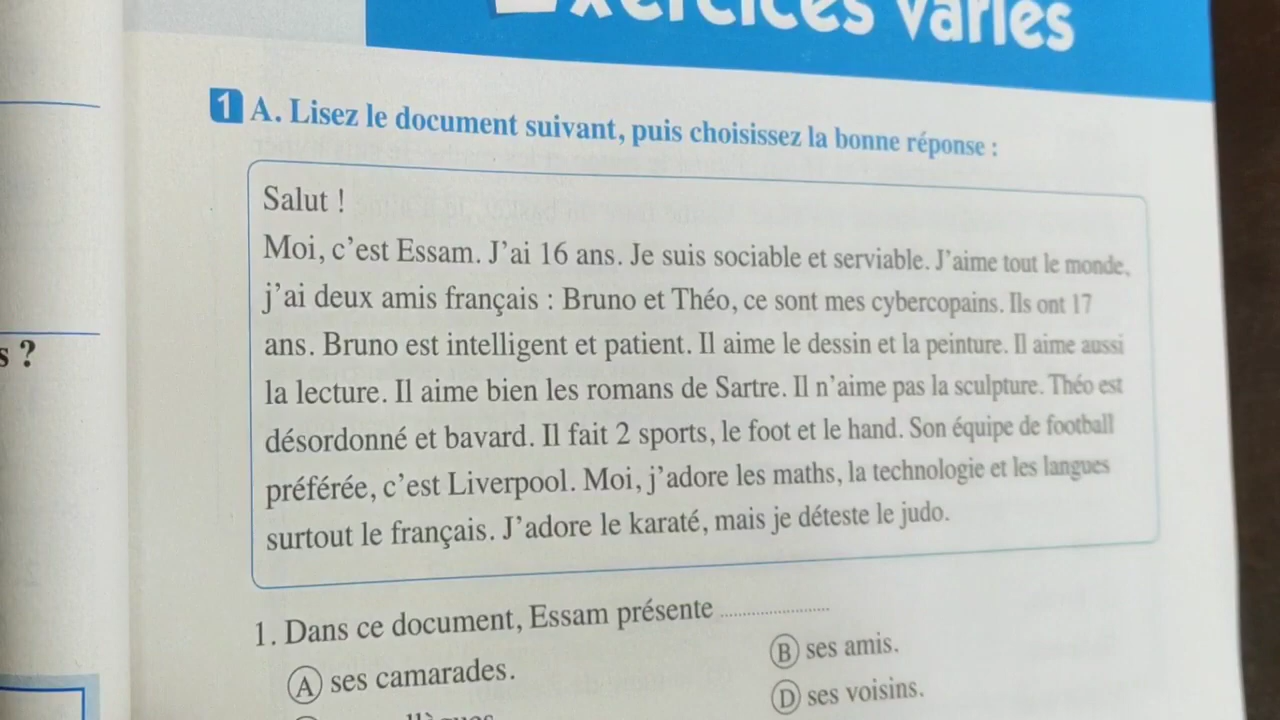 Exercices variés
1 A. Lisez le document suivant, puis choisissez la bonne réponse :
Salut !
Moi, c'est Essam. J'ai 16 ans. Je suis sociable et serviable. J'aime tout le monde,
j'ai deux amis français : Bruno et Théo, ce sont mes cybercopains. Ils ont 17
ans. Bruno est intelligent et patient. Il aime le dessin et la peinture. Il aime aussi
la lecture. Il aime bien les romans de Sartre. Il n'aime pas la sculpture. Théo est
désordonné et bavard. Il fait 2 sports, le foot et le hand. Son équipe de football
préférée, c'est Liverpool. Moi, j'adore les maths, la technologie et les langues
surtout le français. J'adore le karaté, mais je déteste le judo.
s ?
1. Dans ce document, Essam présente ........................
A ses camarades.
B ses amis.
D ses voisins.